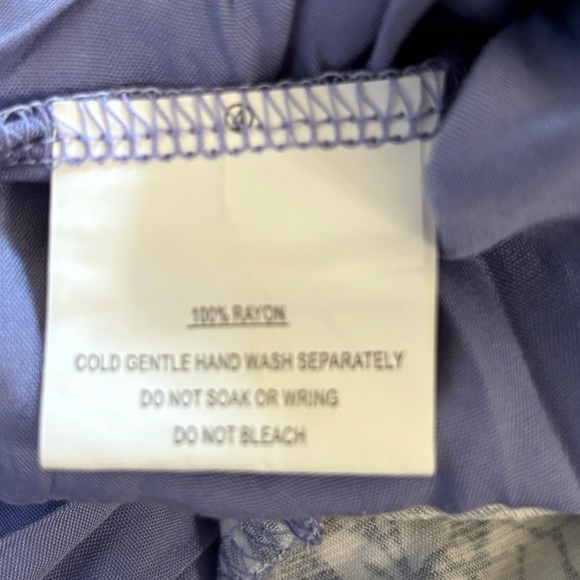 100% RAYON
COLD GENTLE HAND WASH SEPARATELY
DO NOT SOAK OR WRING
DO NOT BLEACH